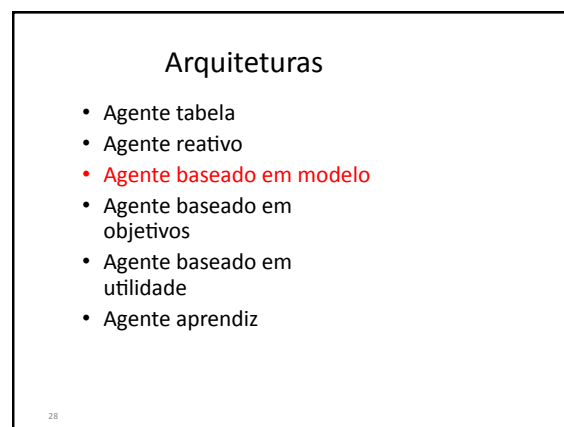 Arquiteturas
• Agente tabela
• Agente reativo
• Agente baseado em modelo
• Agente baseado em
objetivos
• Agente baseado em
utilidade
• Agente aprendiz
28